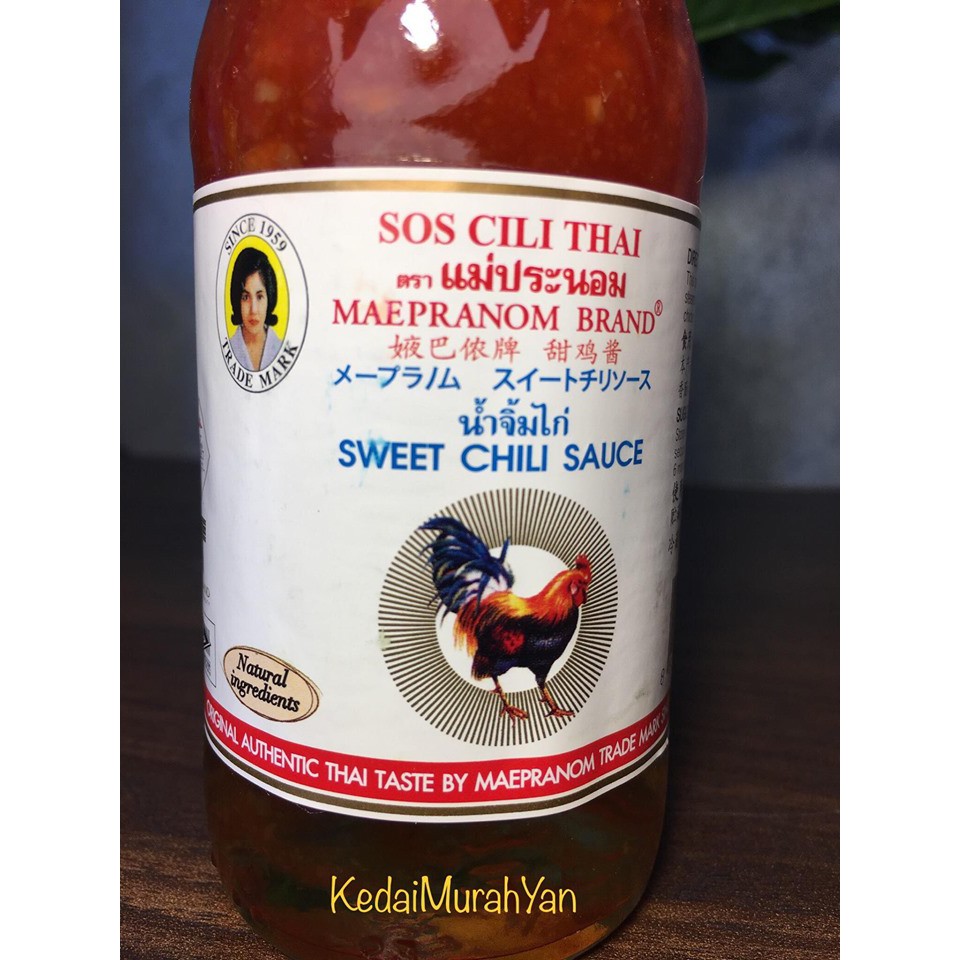 SINCE 1959
TRADE MARK
SOS CILI THAI
ตรา แม่ประนอม
MAEPRANOM BRAND®
婈巴侬牌 甜鸡酱
メープラノム スイートチリソース
น้ำจิ้มไก่
SWEET CHILI SAUCE
Natural
ingredients
ORIGINAL AUTHENTIC THAI TASTE BY MAEPRANOM TRADE MARK
KedaiMurahYan